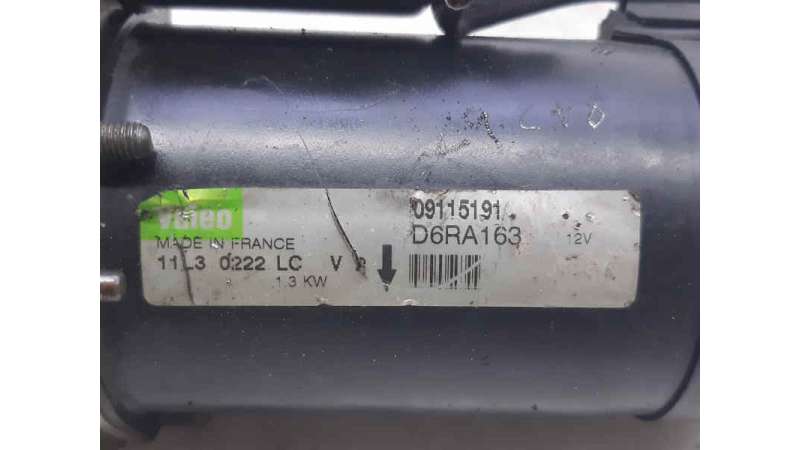 Valeo
MADE IN FRANCE
11L3 0222 LC V
1.3 KW
09115191
D6RA163
12V